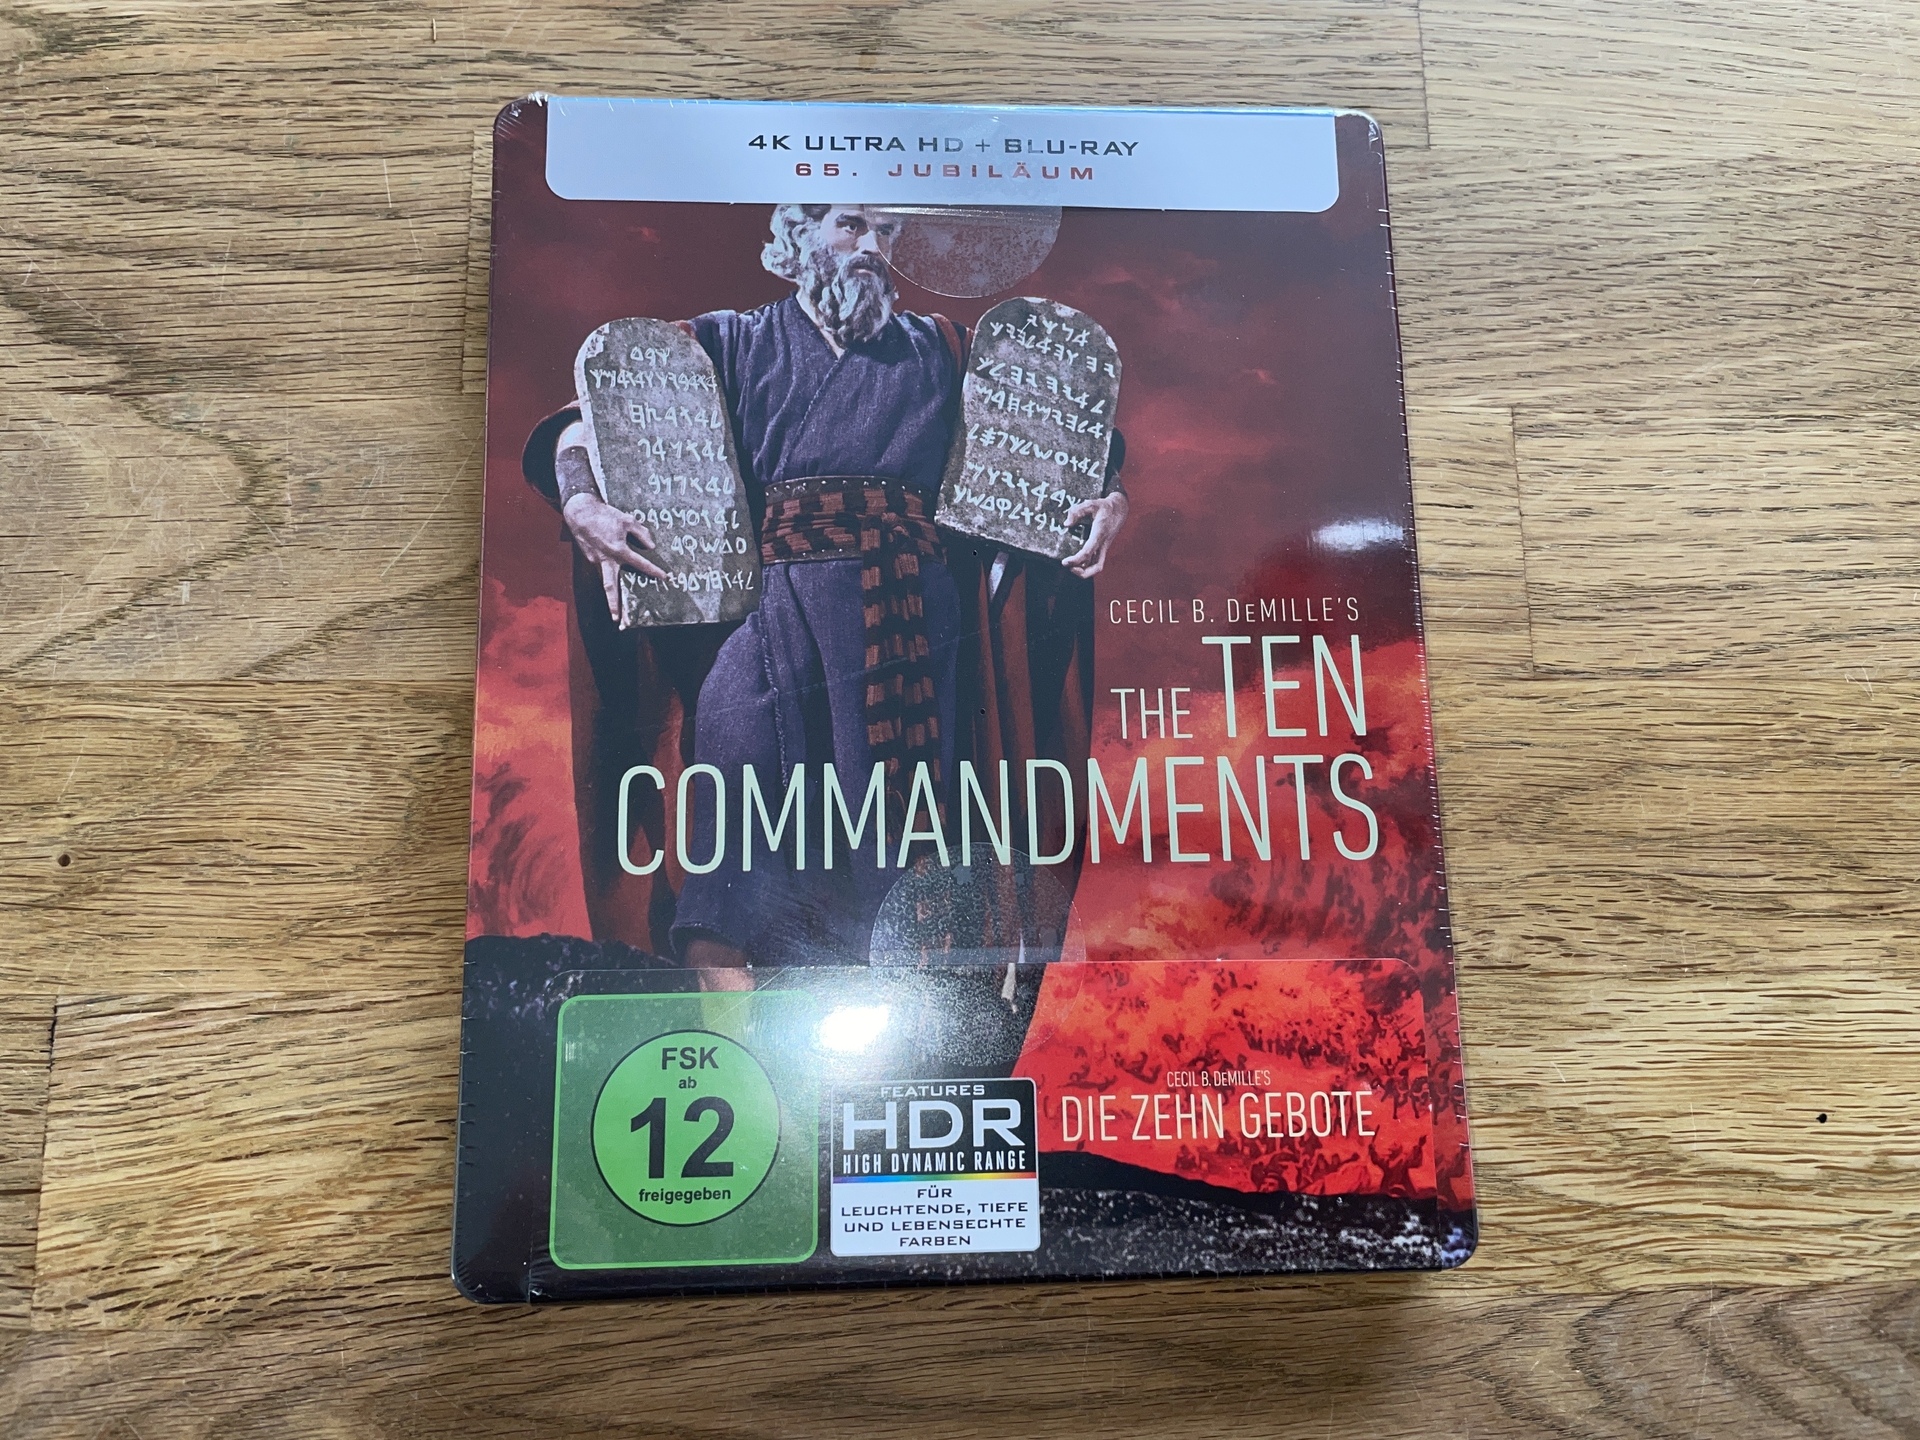 4K ULTRA HD + BLU-RAY
65. JUBILÄUM
CECIL B. DeMILLE'S
THE TEN
COMMANDMENTS
FSK
ab
12
freigegeben
FEATURES
HDR
HIGH DYNAMIC RANGE
FÜR
LEUCHTENDE, TIEFE
UND LEBENSECHTE
FARBEN
CECIL B. DeMILLE'S
DIE ZEHN GEBOTE